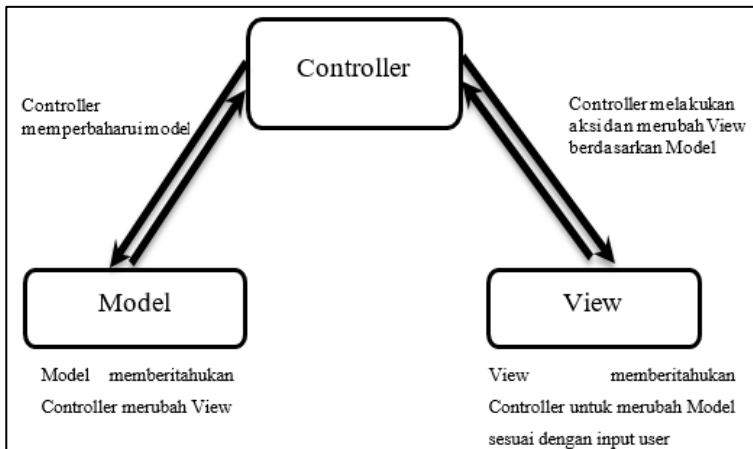 Controller
Controller
memperbaharui model
Controller melakukan
aksi dan merubah View
berdasarkan Model
Model
View
Model memberitahukan
Controller merubah View
View memberitahukan
Controller untuk merubah Model
sesuai dengan input user